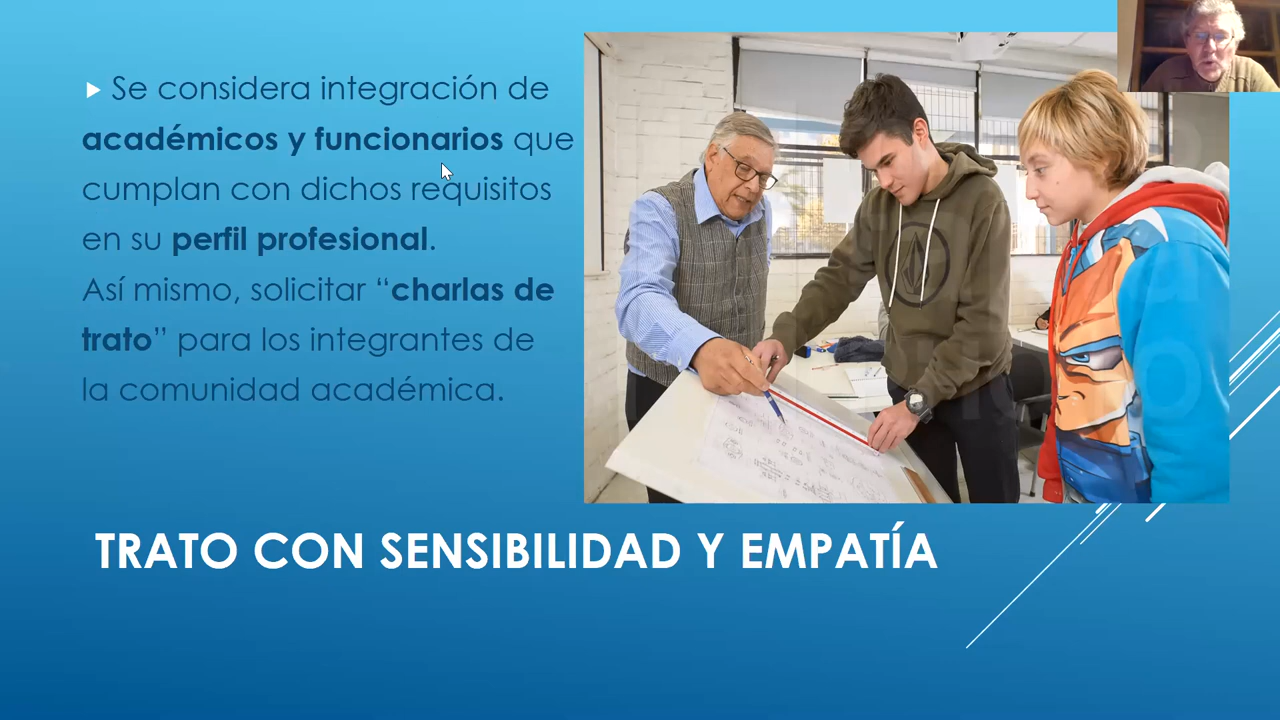 Se considera integración de
académicos y funcionarios que
cumplan con dichos requisitos
en su perfil profesional.
Así mismo, solicitar “charlas de
trato” para los integrantes de
la comunidad académica.
TRATO CON SENSIBILIDAD Y EMPATÍA